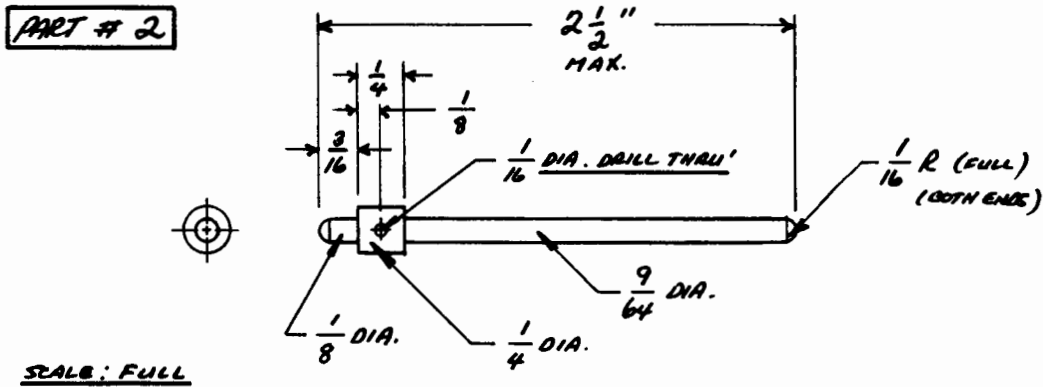 PART # 2
2 1/2 "
MAX.
1/4
1/8
3/16
1/16 DIA. DRILL THRU'
1/16 R (FULL)
(BOTH ENDS)
9/64 DIA.
1/8 DIA.
1/4 DIA.
SCALE: FULL